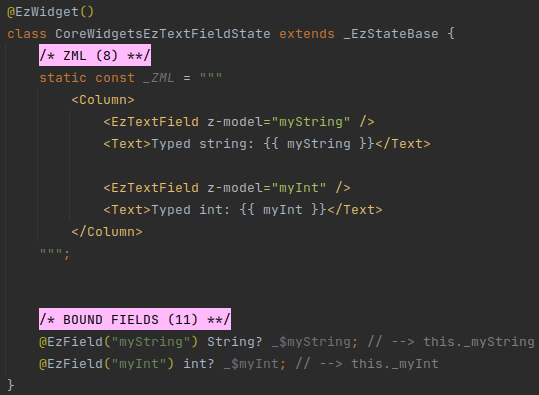 @EzWidget()
class CoreWidgetsEzTextFieldState extends _EzStateBase {
/* ZML (8) **/
static const _ZML = """
<Column>
<EzTextField z-model="myString" />
<Text>Typed string: {{ myString }}</Text>
<EzTextField z-model="myInt" />
<Text>Typed int: {{ myInt }}</Text>
</Column>
""";
/* BOUND FIELDS (11) **/
@EzField("myString") String? _$myString; // --> this._myString
@EzField("myInt") int? _$myInt; // --> this._myInt
}